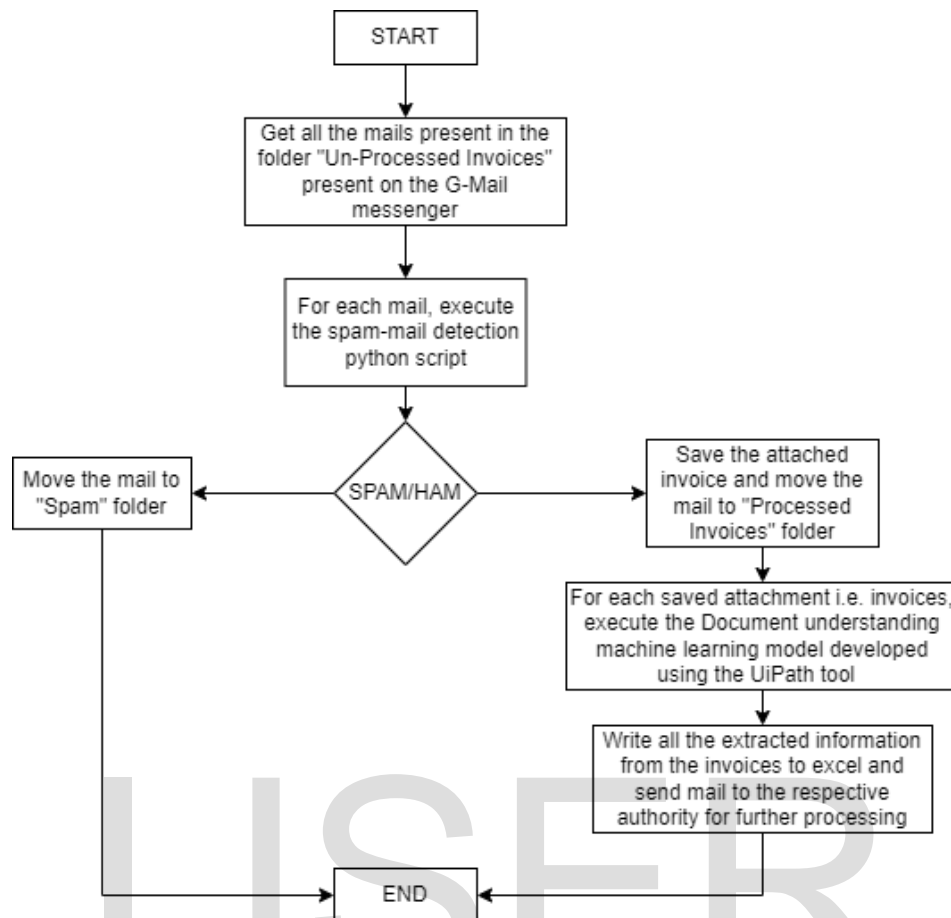 START
Get all the mails present in the
folder "Un-Processed Invoices"
present on the G-Mail
messenger
For each mail, execute
the spam-mail detection
python script
SPAM/HAM
Move the mail to
"Spam" folder
Save the attached
invoice and move the
mail to "Processed
Invoices" folder
For each saved attachment i.e. invoices,
execute the Document understanding
machine learning model developed
using the UiPath tool
Write all the extracted information
from the invoices to excel and
send mail to the respective
authority for further processing
END